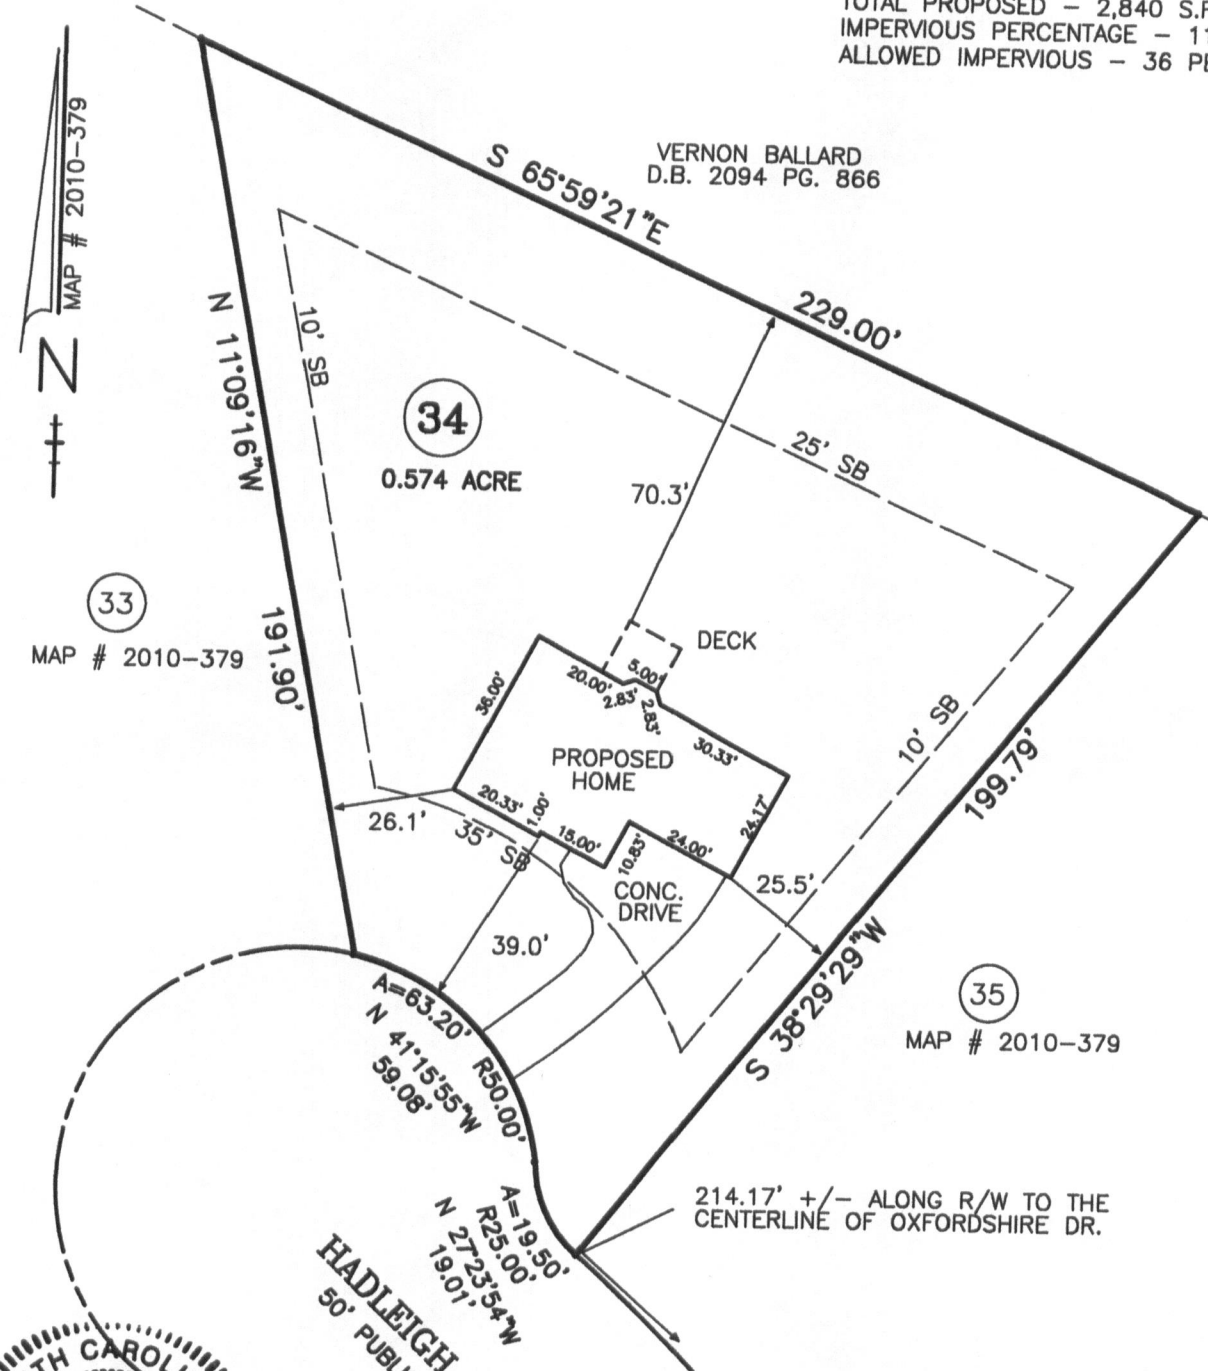 TOTAL PROPOSED – 2,840 S.F
IMPERVIOUS PERCENTAGE – 11
ALLOWED IMPERVIOUS – 36 PE
MAP # 2010-379
N
VERNON BALLARD
D.B. 2094 PG. 866
S 65°59'21"E
229.00'
N 11°09'16"W
191.90'
10' SB
34
0.574 ACRE
25' SB
70.3'
33
MAP # 2010-379
DECK
5.00'
20.00'
2.83'
2.83'
36.00'
30.33'
PROPOSED
HOME
10' SB
199.79'
20.33'
1.00'
15.00'
10.83'
24.00'
24.17'
26.1'
35' SB
CONC.
DRIVE
25.5'
39.0'
S 38°29'29"W
35
MAP # 2010-379
A=63.20'
R50.00'
N 41°15'55"W
59.08'
A=19.50'
R25.00'
N 27°23'54"W
19.01'
214.17' +/- ALONG R/W TO THE
CENTERLINE OF OXFORDSHIRE DR.
HADLEIGH
50' PUBL
TH CAROLI